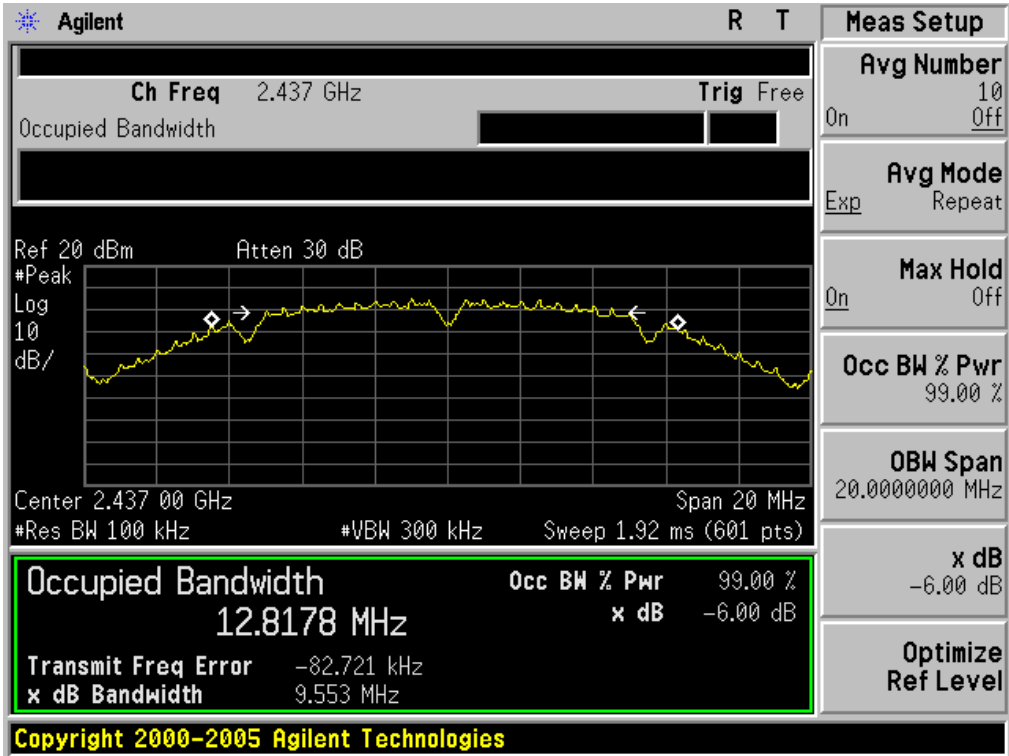 Agilent R T
Ch Freq 2.437 GHz Trig Free
Occupied Bandwidth
Ref 20 dBm Atten 30 dB
#Peak
Log
10
dB/
Center 2.437 00 GHz Span 20 MHz
#Res BW 100 kHz #VBW 300 kHz Sweep 1.92 ms (601 pts)
Occupied Bandwidth
12.8178 MHz
Occ BW % Pwr 99.00 %
x dB -6.00 dB
Transmit Freq Error -82.721 kHz
x dB Bandwidth 9.553 MHz
Copyright 2000-2005 Agilent Technologies
Meas Setup
Avg Number
10
On Off
Avg Mode
Exp Repeat
Max Hold
On Off
Occ BW % Pwr
99.00 %
OBW Span
20.0000000 MHz
x dB
-6.00 dB
Optimize
Ref Level